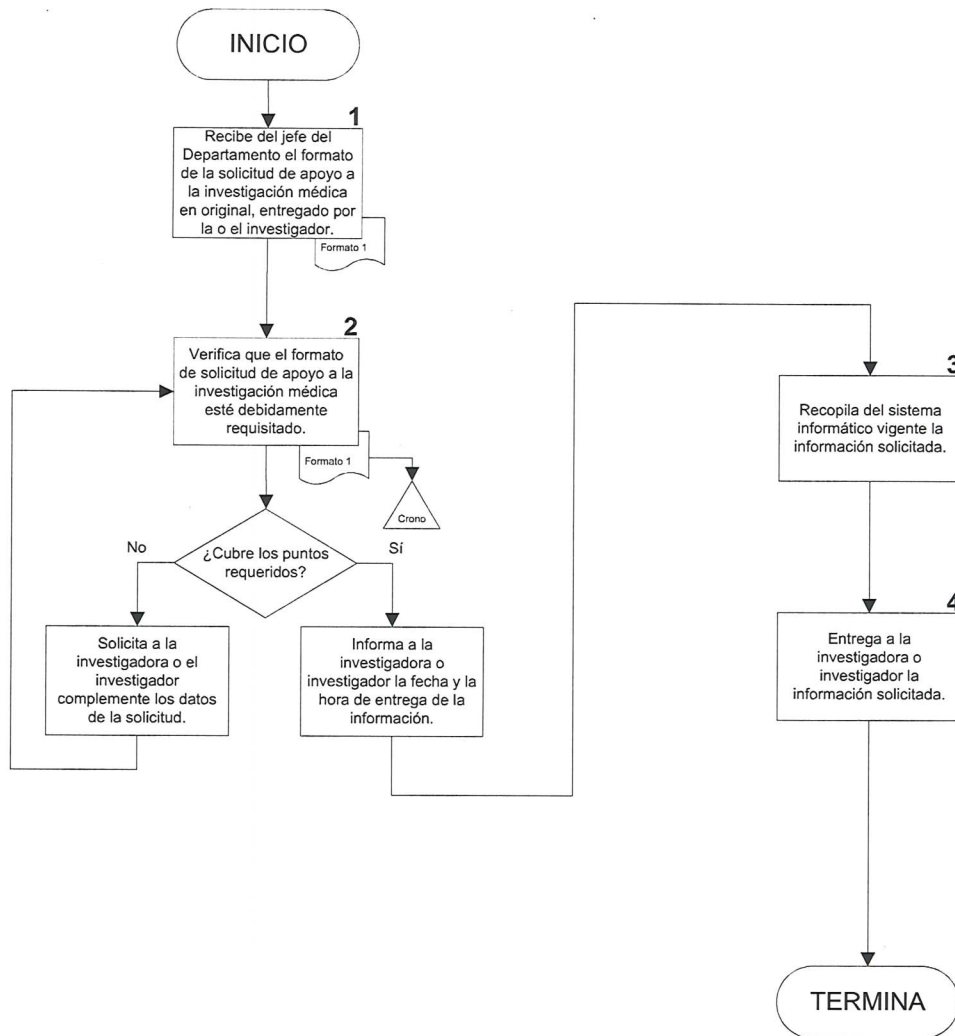 INICIO
1
Recibe del jefe del
Departamento el formato
de la solicitud de apoyo a
la investigación médica
en original, entregado por
la o el investigador.
Formato 1
2
Verifica que el formato
de solicitud de apoyo a la
investigación médica
esté debidamente
requisitado.
Formato 1
Crono
¿Cubre los puntos
requeridos?
No
Sí
Solicita a la
investigadora o el
investigador
complemente los datos
de la solicitud.
Informa a la
investigadora o
investigador la fecha y la
hora de entrega de la
información.
3
Recopila del sistema
informático vigente la
información solicitada.
4
Entrega a la
investigadora o
investigador la
información solicitada.
TERMINA